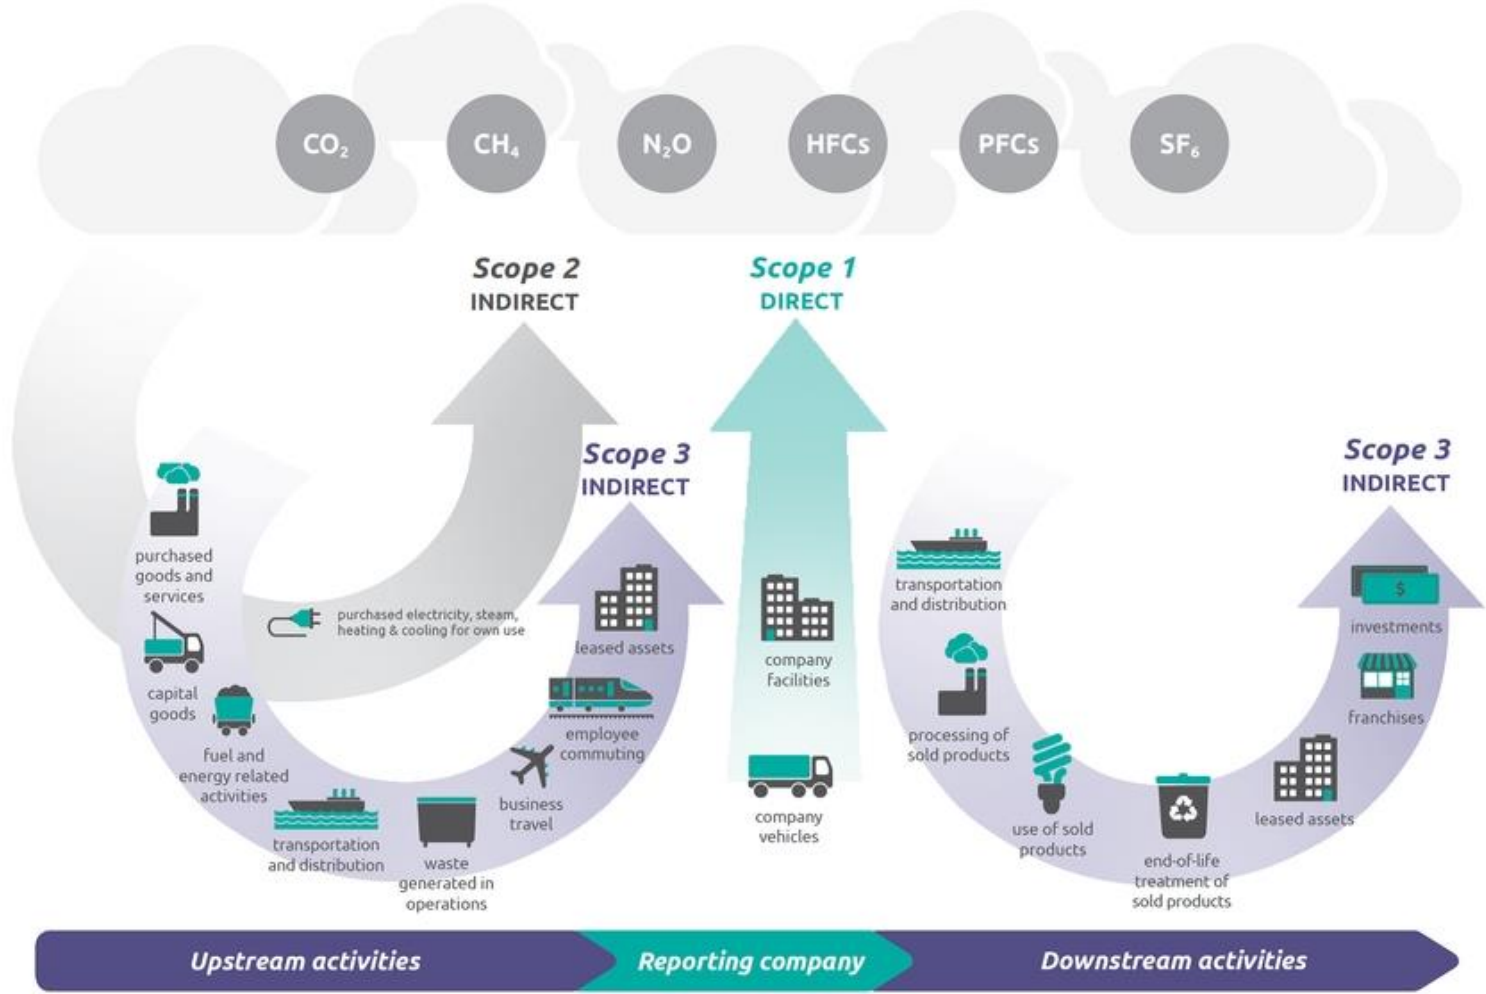 CO₂
CH₄
N₂O
HFCs
PFCs
SF₆
Scope 2
INDIRECT
Scope 1
DIRECT
Scope 3
INDIRECT
Scope 3
INDIRECT
purchased
goods and
services
capital
goods
fuel and
energy related
activities
purchased electricity, steam,
heating & cooling for own use
transportation
and distribution
waste
generated in
operations
business
travel
employee
commuting
leased assets
company
facilities
company
vehicles
transportation
and distribution
processing of
sold products
use of sold
products
end-of-life
treatment of
sold products
leased assets
franchises
investments
$
Upstream activities
Reporting company
Downstream activities